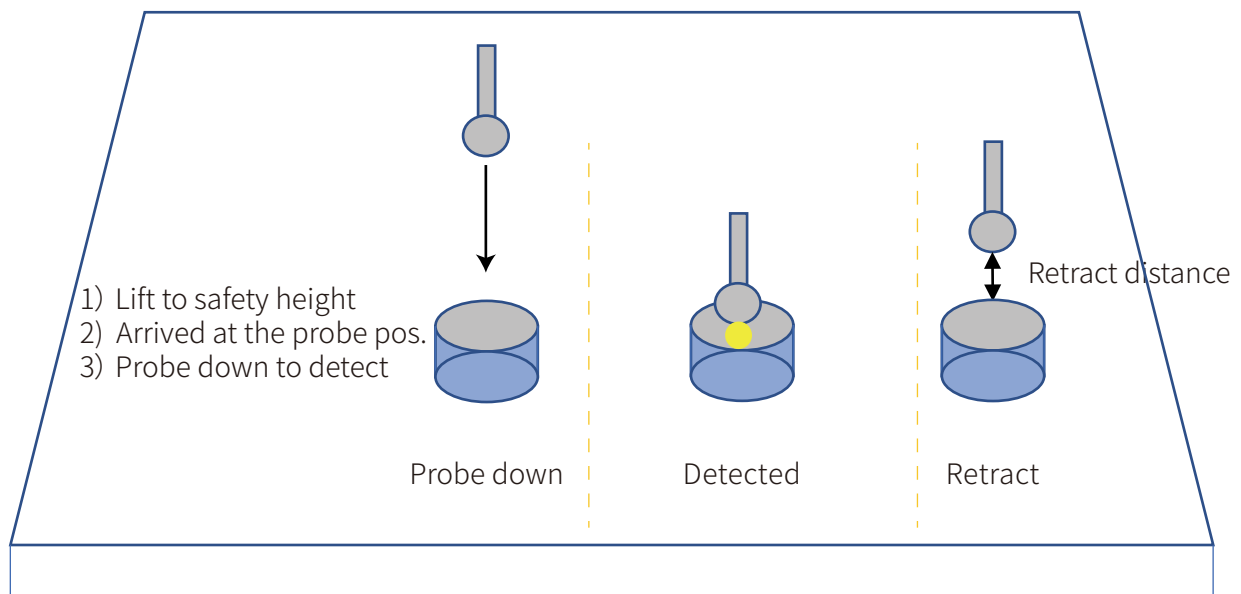 Retract distance
1) Lift to safety height
2) Arrived at the probe pos.
3) Probe down to detect
Probe down
Detected
Retract